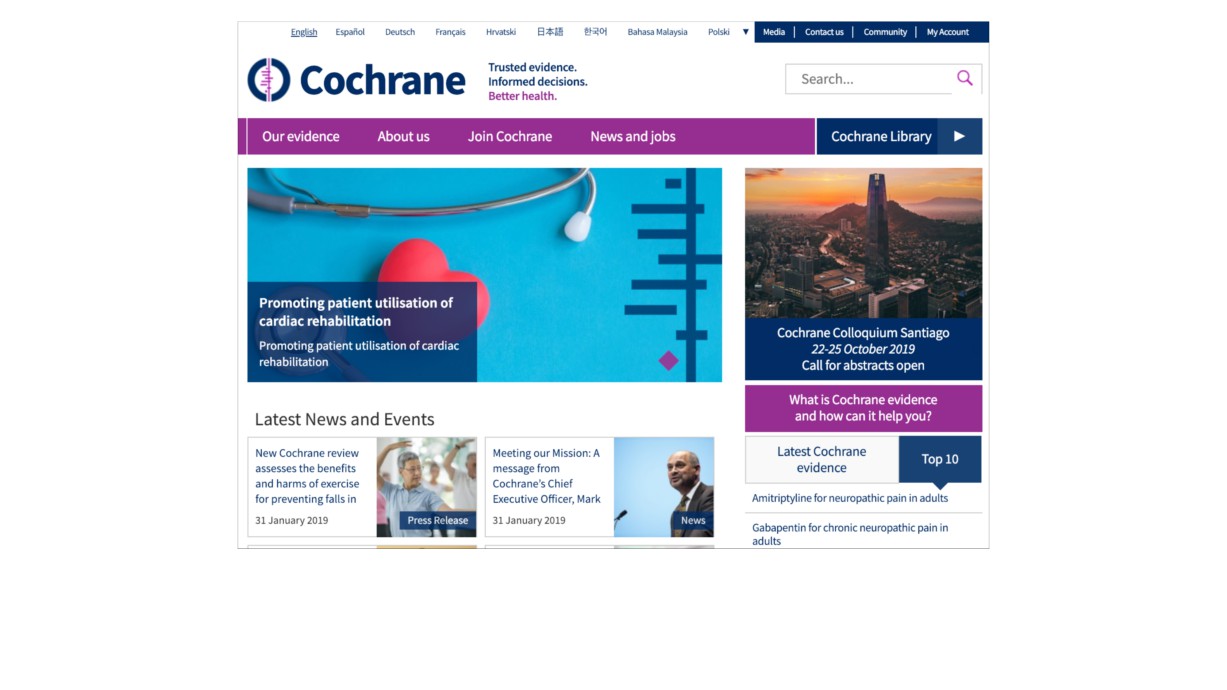 English Español Deutsch Français Hrvatski 日本語 한국어 Bahasa Malaysia Polski ▼ Media | Contact us | Community | My Account
Cochrane
Trusted evidence.
Informed decisions.
Better health.
Search...
Our evidence About us Join Cochrane News and jobs Cochrane Library ►
Promoting patient utilisation of
cardiac rehabilitation
Promoting patient utilisation of cardiac
rehabilitation
Cochrane Colloquium Santiago
22-25 October 2019
Call for abstracts open
What is Cochrane evidence
and how can it help you?
Latest News and Events
New Cochrane review
assesses the benefits
and harms of exercise
for preventing falls in
31 January 2019
Press Release
Meeting our Mission: A
message from
Cochrane's Chief
Executive Officer, Mark
31 January 2019
News
Latest Cochrane
evidence
Top 10
Amitriptyline for neuropathic pain in adults
Gabapentin for chronic neuropathic pain in
adults